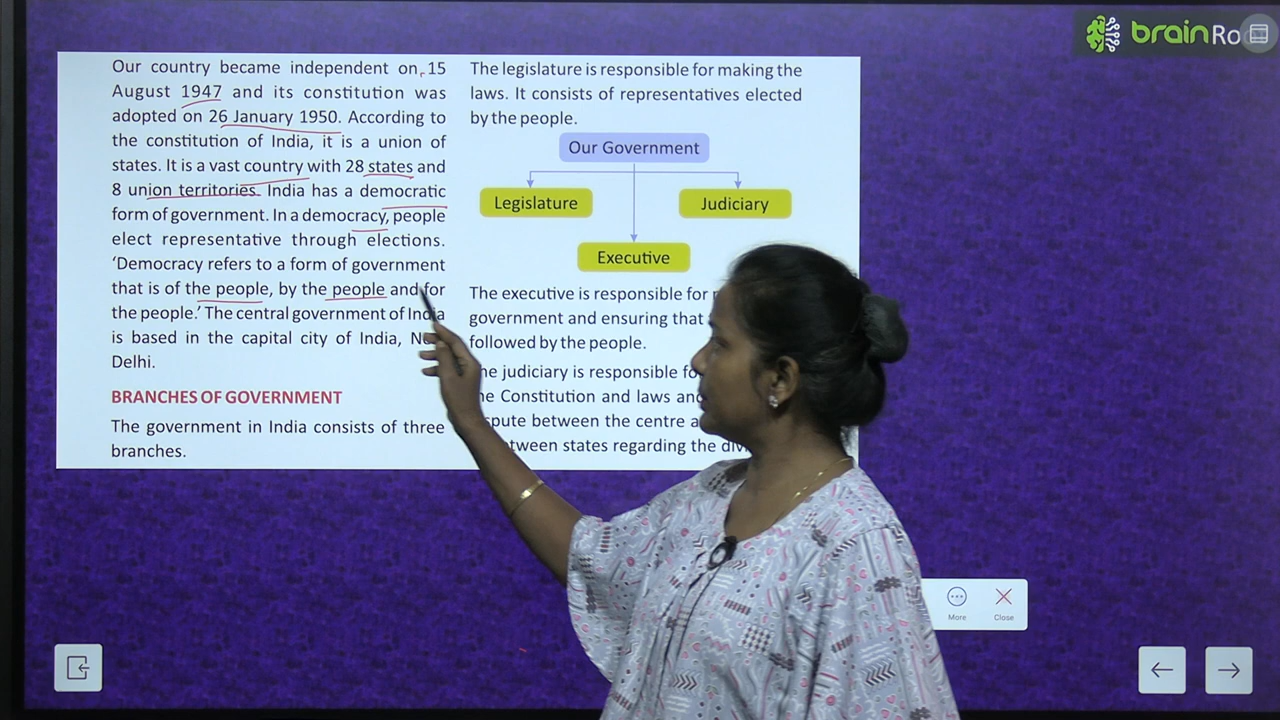 brain Ro
Our country became independent on 15
August 1947 and its constitution was
adopted on 26 January 1950. According to
the constitution of India, it is a union of
states. It is a vast country with 28 states and
8 union territories. India has a democratic
form of government. In a democracy, people
elect representative through elections.
‘Democracy refers to a form of government
that is of the people, by the people and for
the people.’ The central government of India
is based in the capital city of India,
Delhi.
BRANCHES OF GOVERNMENT
The government in India consists of three
branches.
The legislature is responsible for making the
laws. It consists of representatives elected
by the people.
Our Government
Legislature
Judiciary
Executive
The executive is responsible for
government and ensuring that
followed by the people.
judiciary is responsible
Constitution and laws
between the centre
between states regarding the
More
Close